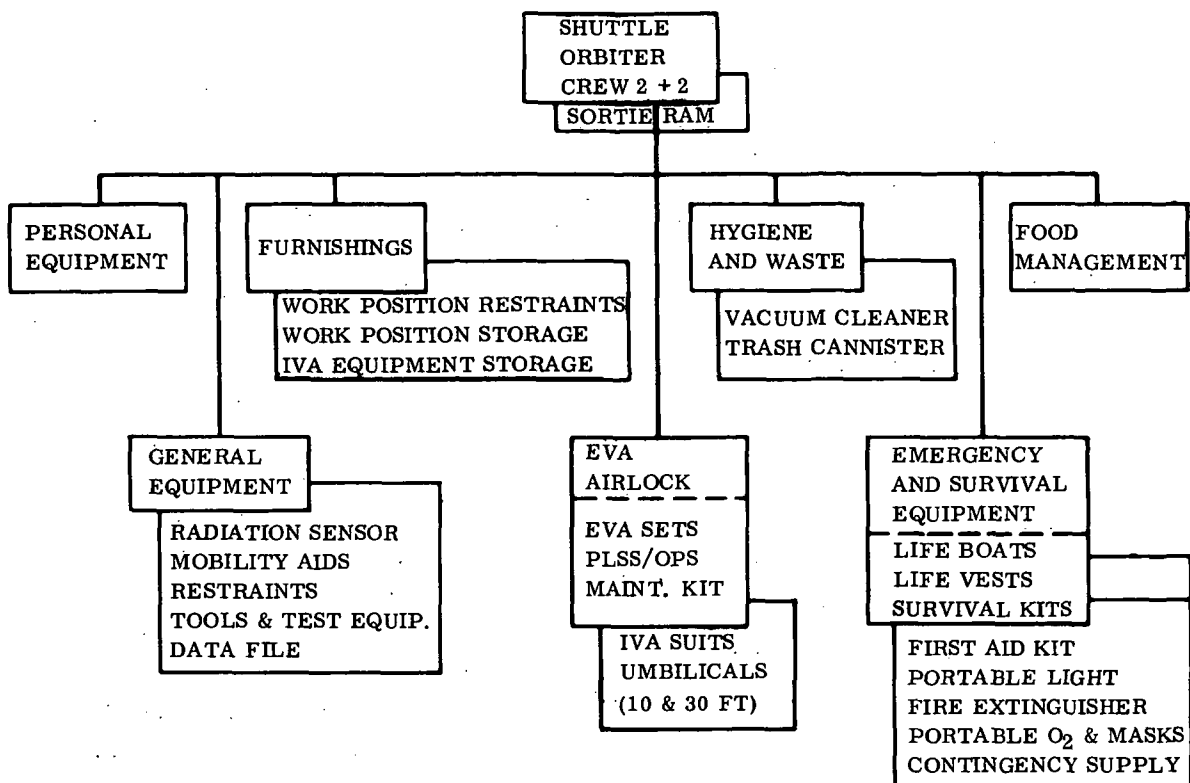 SHUTTLE
ORBITER
CREW 2 + 2
SORTIE RAM
PERSONAL
EQUIPMENT
FURNISHINGS
WORK POSITION RESTRAINTS
WORK POSITION STORAGE
IVA EQUIPMENT STORAGE
HYGIENE
AND WASTE
VACUUM CLEANER
TRASH CANNISTER
FOOD
MANAGEMENT
GENERAL
EQUIPMENT
RADIATION SENSOR
MOBILITY AIDS
RESTRAINTS
TOOLS & TEST EQUIP.
DATA FILE
EVA
AIRLOCK
EVA SETS
PLSS/OPS
MAINT. KIT
IVA SUITS
UMBILICALS
(10 & 30 FT)
EMERGENCY
AND SURVIVAL
EQUIPMENT
LIFE BOATS
LIFE VESTS
SURVIVAL KITS
FIRST AID KIT
PORTABLE LIGHT
FIRE EXTINGUISHER
PORTABLE O₂ & MASKS
CONTINGENCY SUPPLY